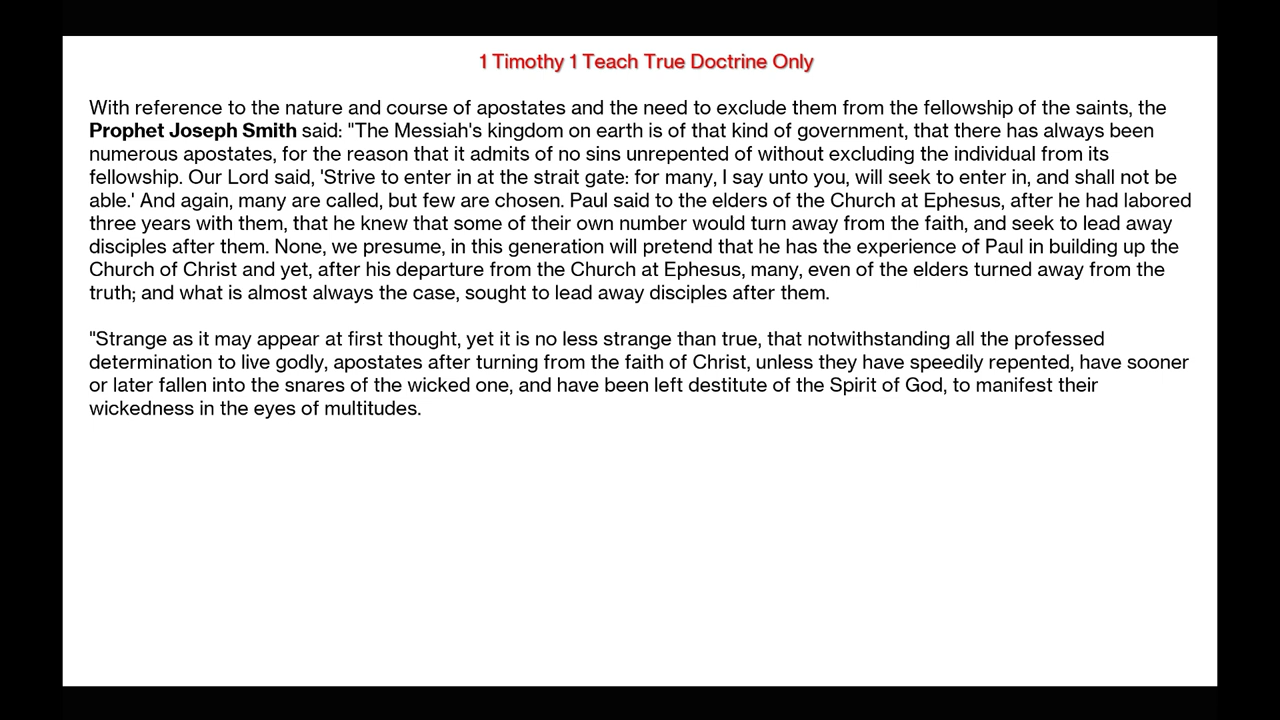 1 Timothy 1 Teach True Doctrine Only
With reference to the nature and course of apostates and the need to exclude them from the fellowship of the saints, the
Prophet Joseph Smith said: "The Messiah's kingdom on earth is of that kind of government, that there has always been
numerous apostates, for the reason that it admits of no sins unrepented of without excluding the individual from its
fellowship. Our Lord said, 'Strive to enter in at the strait gate: for many, I say unto you, will seek to enter in, and shall not be
able.' And again, many are called, but few are chosen. Paul said to the elders of the Church at Ephesus, after he had labored
three years with them, that he knew that some of their own number would turn away from the faith, and seek to lead away
disciples after them. None, we presume, in this generation will pretend that he has the experience of Paul in building up the
Church of Christ and yet, after his departure from the Church at Ephesus, many, even of the elders turned away from the
truth; and what is almost always the case, sought to lead away disciples after them.
"Strange as it may appear at first thought, yet it is no less strange than true, that notwithstanding all the professed
determination to live godly, apostates after turning from the faith of Christ, unless they have speedily repented, have sooner
or later fallen into the snares of the wicked one, and have been left destitute of the Spirit of God, to manifest their
wickedness in the eyes of multitudes.